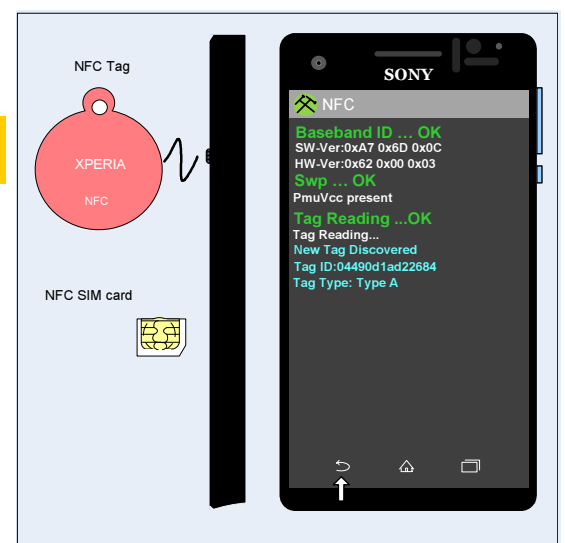 NFC Tag
XPERIA
NFC
NFC SIM card
SONY
NFC
Baseband ID ... OK
SW-Ver:0xA7 0x6D 0x0C
HW-Ver:0x62 0x00 0x03
Swp ... OK
PmuVcc present
Tag Reading ...OK
Tag Reading...
New Tag Discovered
Tag ID:04490d1ad22684
Tag Type: Type A